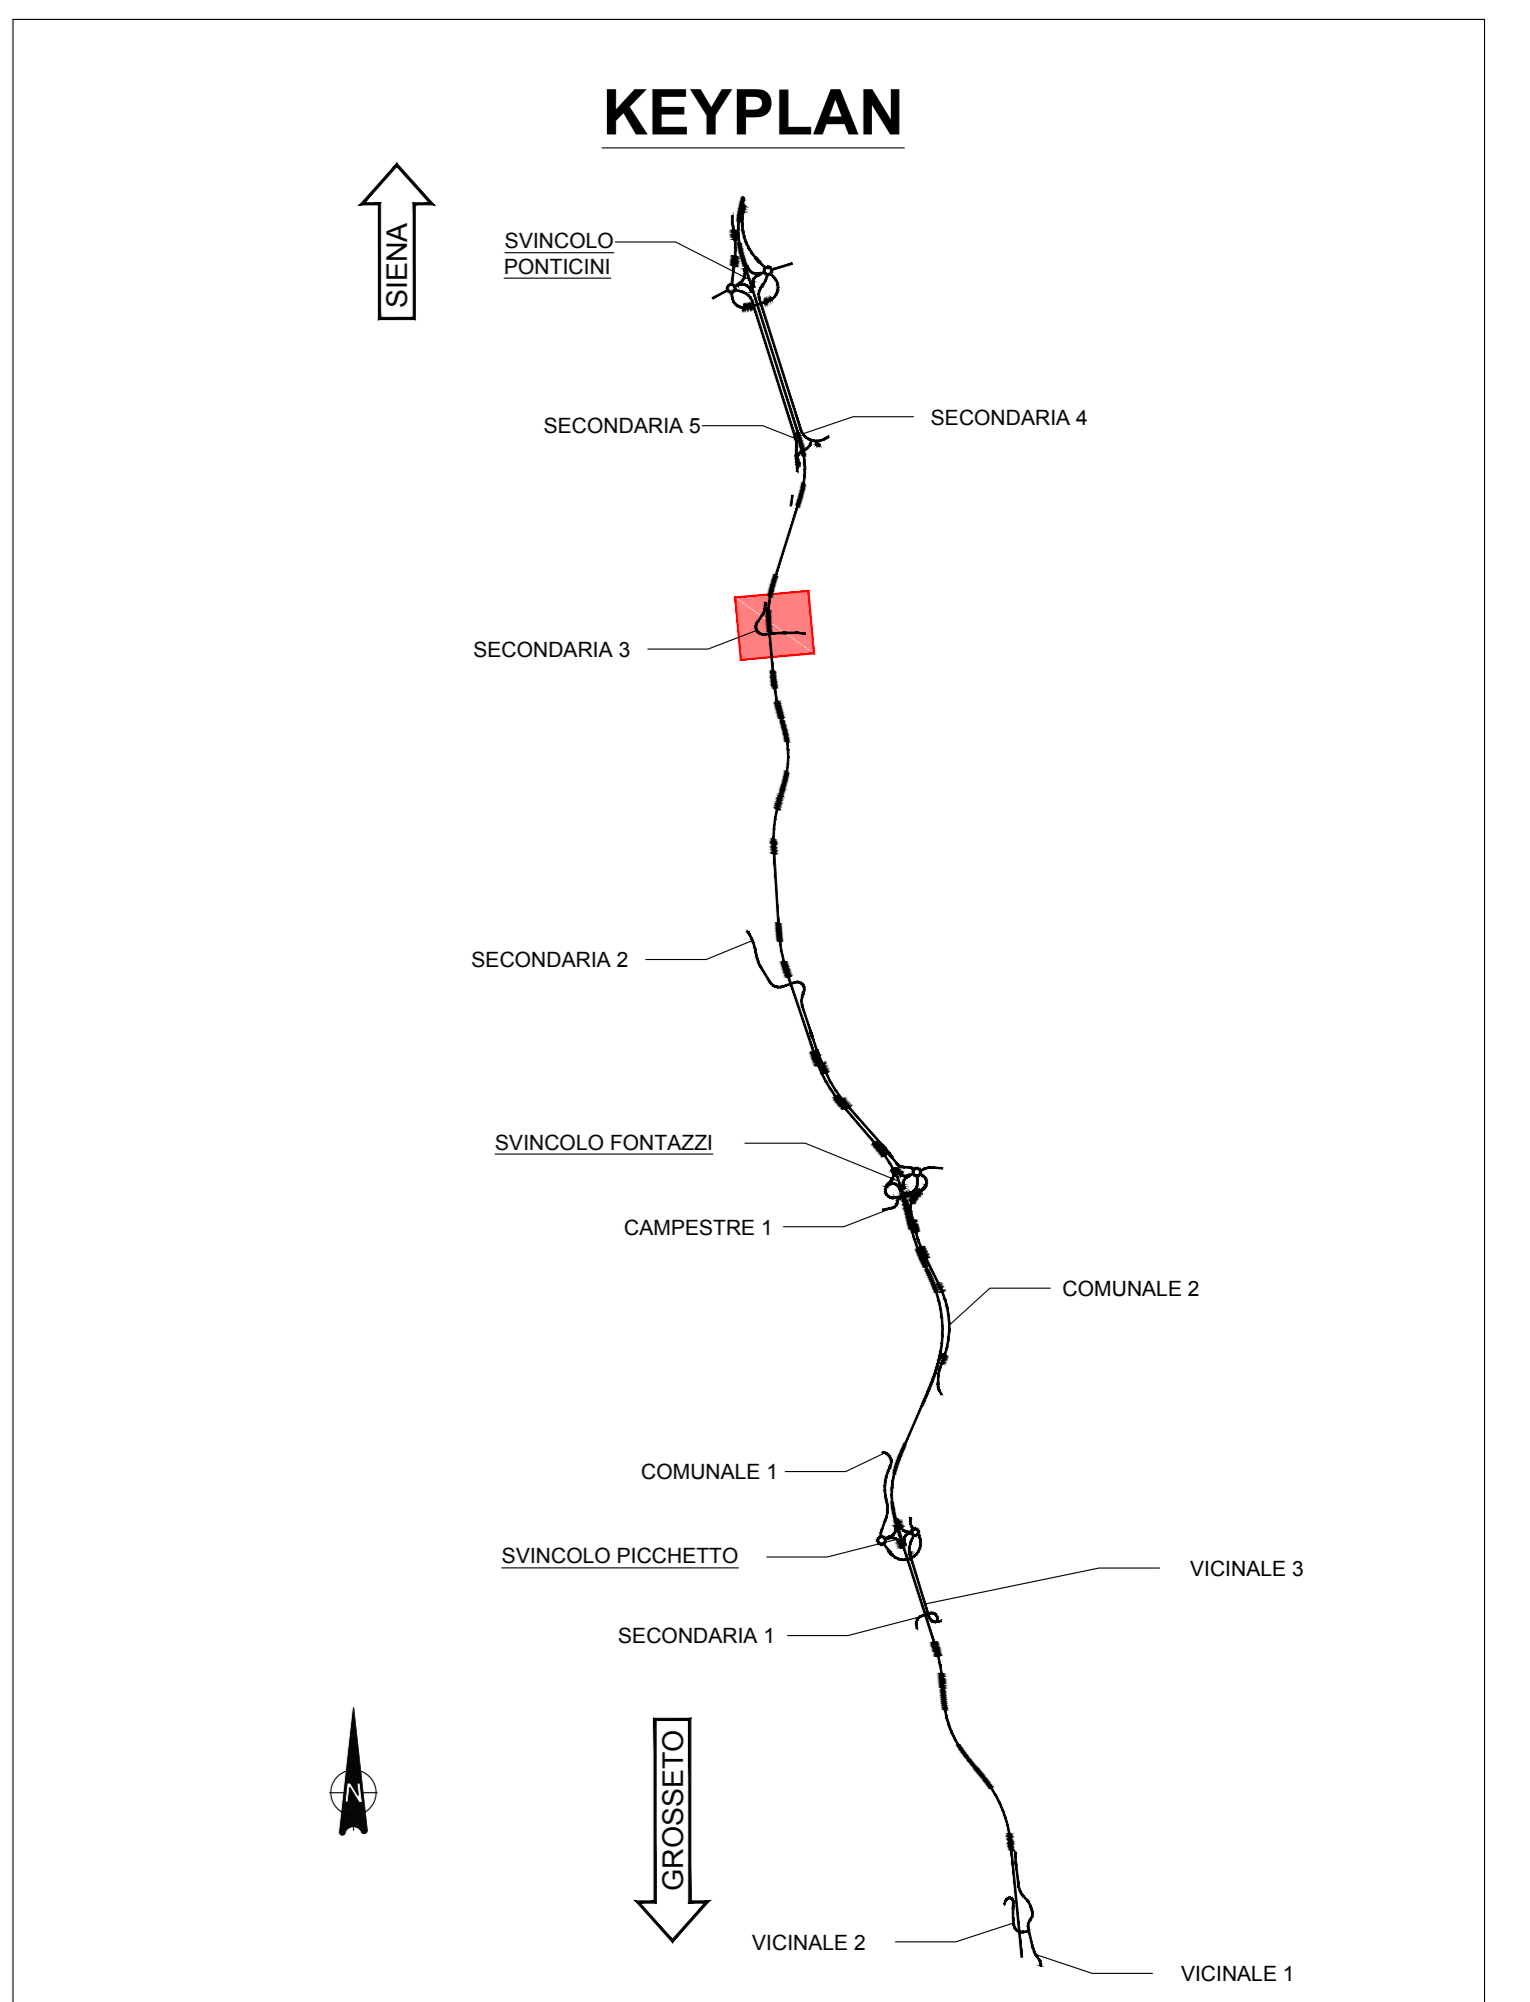 KEYPLAN
SIENA
SVINCOLO
PONTICINI
SECONDARIA 4
SECONDARIA 5
SECONDARIA 3
SECONDARIA 2
SVINCOLO FONTAZZI
CAMPESTRE 1
COMUNALE 2
COMUNALE 1
SVINCOLO PICCHETTO
VICINALE 3
SECONDARIA 1
N
GROSSETO
VICINALE 2
VICINALE 1